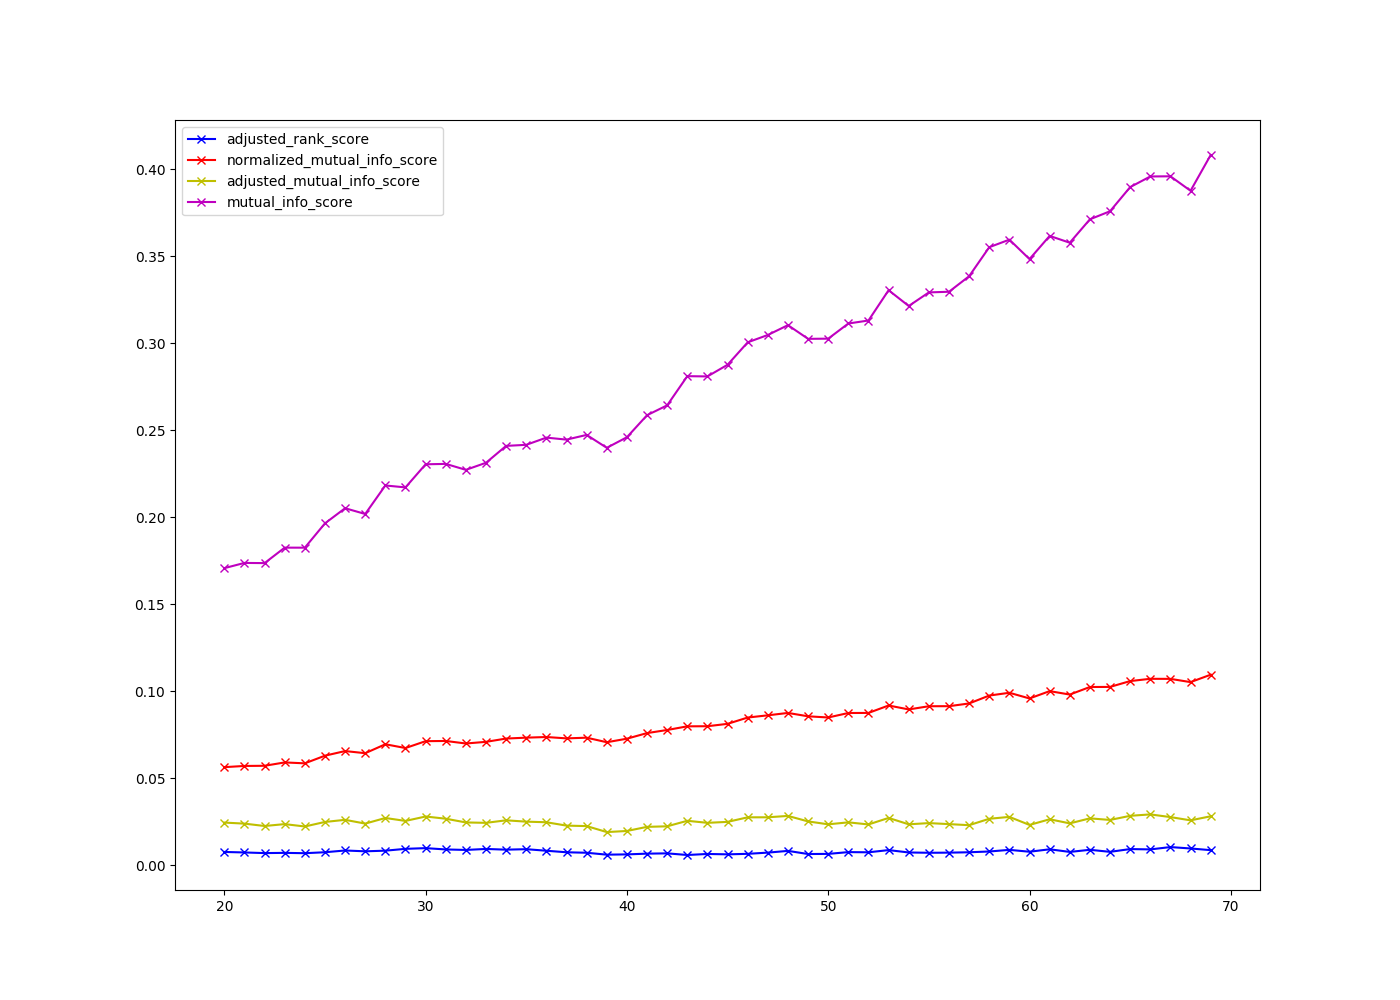 adjusted_rank_score
normalized_mutual_info_score
adjusted_mutual_info_score
mutual_info_score
0.40
0.35
0.30
0.25
0.20
0.15
0.10
0.05
0.00
20 30 40 50 60 70